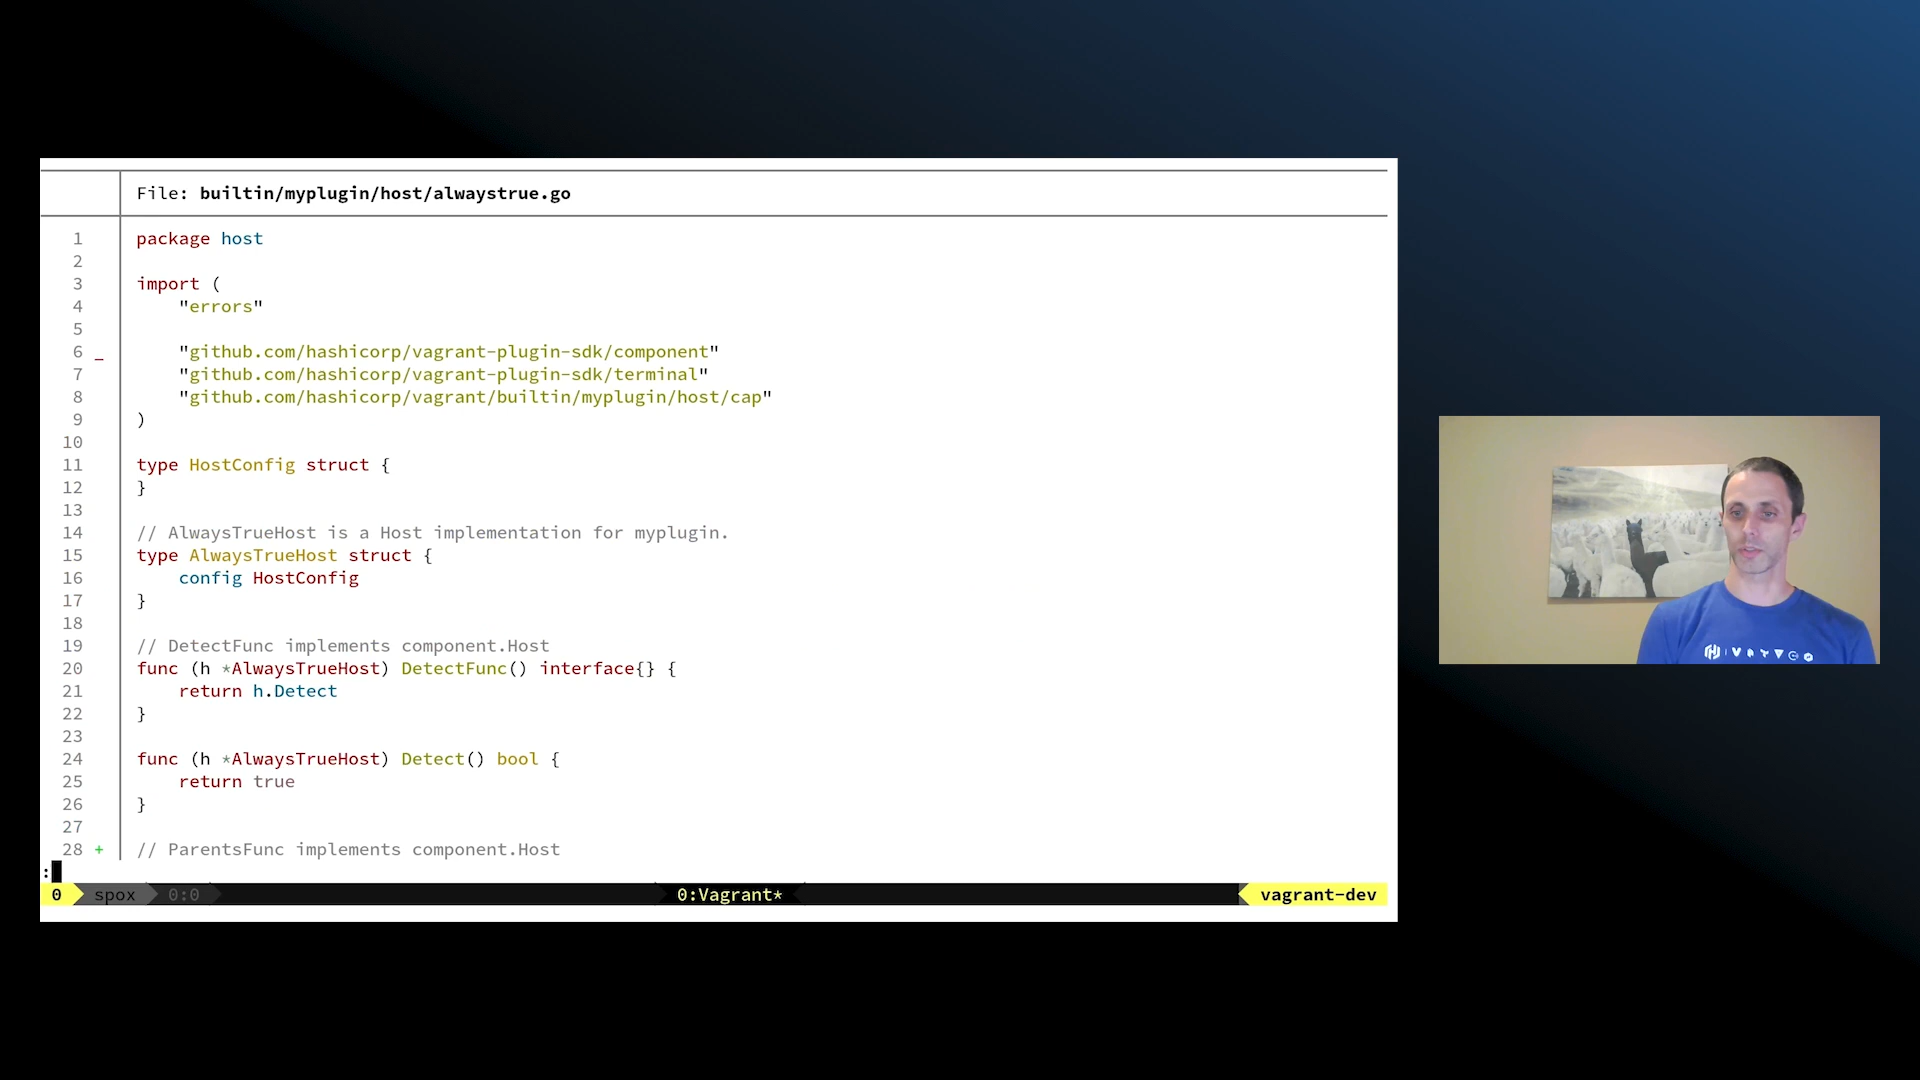 File: builtin/myplugin/host/alwaystrue.go
1 package host
2
3 import (
4 "errors"
5
6 _ "github.com/hashicorp/vagrant-plugin-sdk/component"
7 "github.com/hashicorp/vagrant-plugin-sdk/terminal"
8 "github.com/hashicorp/vagrant/builtin/myplugin/host/cap"
9 )
10
11 type HostConfig struct {
12 }
13
14 // AlwaysTrueHost is a Host implementation for myplugin.
15 type AlwaysTrueHost struct {
16 config HostConfig
17 }
18
19 // DetectFunc implements component.Host
20 func (h *AlwaysTrueHost) DetectFunc() interface{} {
21 return h.Detect
22 }
23
24 func (h *AlwaysTrueHost) Detect() bool {
25 return true
26 }
27
28 + // ParentsFunc implements component.Host
:
0 spox 0:0 0:Vagrant* vagrant-dev